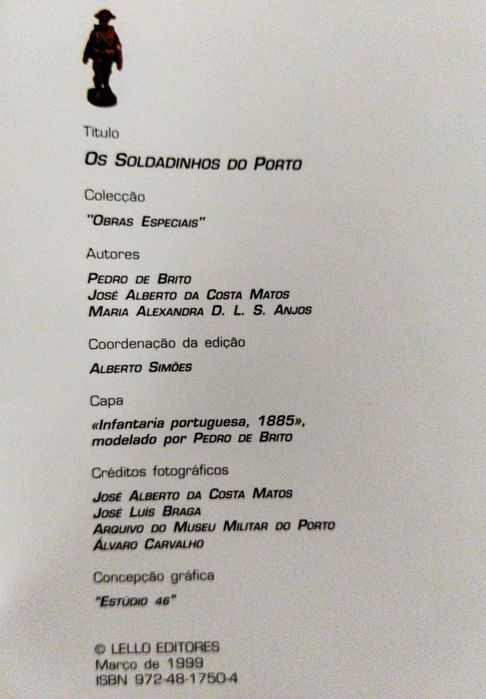 Título
OS SOLDADINHOS DO PORTO
Colecção
"OBRAS ESPECIAIS"
Autores
PEDRO DE BRITO
JOSÉ ALBERTO DA COSTA MATOS
MARIA ALEXANDRA D. L. S. ANJOS
Coordenação da edição
ALBERTO SIMÕES
Capa
«Infantaria portuguesa, 1885»,
modelado por PEDRO DE BRITO
Créditos fotográficos
JOSÉ ALBERTO DA COSTA MATOS
JOSÉ LUÍS BRAGA
ARQUIVO DO MUSEU MILITAR DO PORTO
ÁLVARO CARVALHO
Concepção gráfica
"ESTÚDIO 46"
© LELLO EDITORES
Março de 1999
ISBN 972-48-1750-4